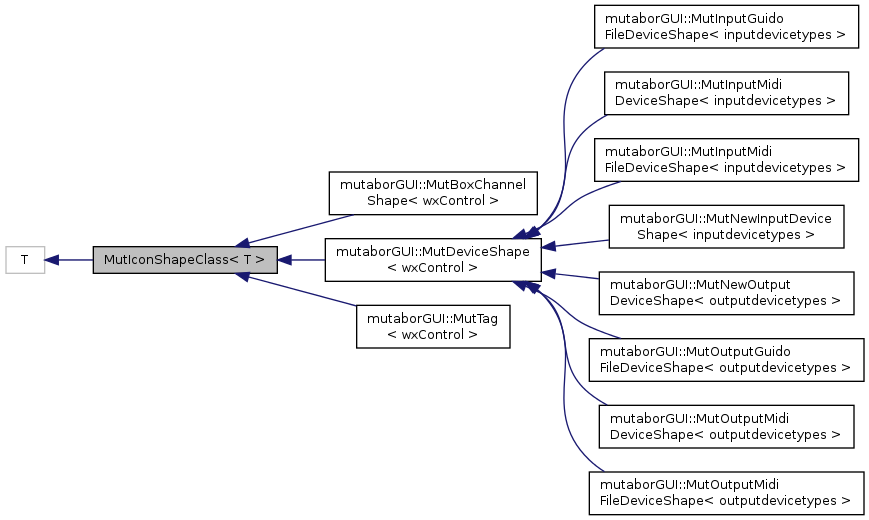 T
MutIconShapeClass< T >
mutaborGUI::MutBoxChannel
Shape< wxControl >
mutaborGUI::MutDeviceShape
< wxControl >
mutaborGUI::MutTag
< wxControl >
mutaborGUI::MutInputGuido
FileDeviceShape< inputdevicetypes >
mutaborGUI::MutInputMidi
DeviceShape< inputdevicetypes >
mutaborGUI::MutInputMidi
FileDeviceShape< inputdevicetypes >
mutaborGUI::MutNewInputDevice
Shape< inputdevicetypes >
mutaborGUI::MutNewOutput
DeviceShape< outputdevicetypes >
mutaborGUI::MutOutputGuido
FileDeviceShape< outputdevicetypes >
mutaborGUI::MutOutputMidi
DeviceShape< outputdevicetypes >
mutaborGUI::MutOutputMidi
FileDeviceShape< outputdevicetypes >